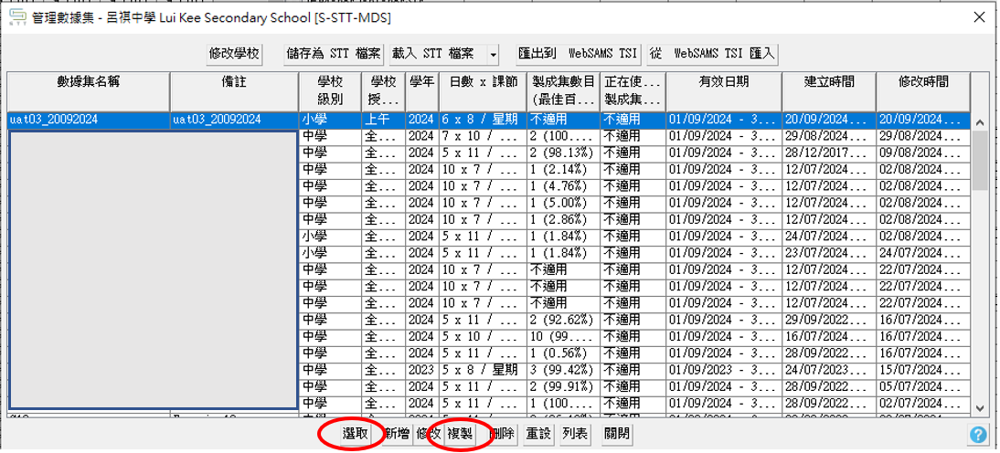 管理數據集 - 呂祺中學 Lui Kee Secondary School [S-STT-MDS]
修改學校 儲存為 STT 檔案 載入 STT 檔案 匯出到 WebSAMS TSI 從 WebSAMS TSI 匯入
數據集名稱 備註 學校級別 學校授... 學年 日數 x 課節 製成集數目(最佳百... 正在使...製成集... 有效日期 建立時間 修改時間
uat03_20092024 uat03_20092024 小學 上午 2024 6 x 8 / 星期 不適用 不適用 01/09/2024 - 3... 20/09/2024... 20/09/2024...
中學 全... 2024 7 x 10 / ... 2 (100.... 不適用 01/09/2024 - 3... 29/08/2024... 29/08/2024...
中學 全... 2024 5 x 11 / ... 2 (98.13%) 不適用 01/09/2024 - 3... 28/12/2017... 09/08/2024...
中學 全... 2024 10 x 7 / ... 1 (2.14%) 不適用 01/09/2024 - 3... 12/07/2024... 02/08/2024...
中學 全... 2024 10 x 7 / ... 1 (4.76%) 不適用 01/09/2024 - 3... 12/07/2024... 02/08/2024...
中學 全... 2024 10 x 7 / ... 1 (5.00%) 不適用 01/09/2024 - 3... 12/07/2024... 02/08/2024...
中學 全... 2024 10 x 7 / ... 1 (2.86%) 不適用 01/09/2024 - 3... 12/07/2024... 02/08/2024...
小學 全... 2024 5 x 11 / ... 1 (1.84%) 不適用 01/09/2024 - 3... 24/07/2024... 02/08/2024...
小學 全... 2024 5 x 11 / ... 1 (1.84%) 不適用 01/09/2024 - 3... 23/07/2024... 24/07/2024...
中學 全... 2024 10 x 7 / ... 不適用 不適用 01/09/2024 - 3... 12/07/2024... 22/07/2024...
中學 全... 2024 10 x 7 / ... 不適用 不適用 01/09/2024 - 3... 12/07/2024... 22/07/2024...
中學 全... 2024 10 x 7 / ... 不適用 不適用 01/09/2024 - 3... 12/07/2024... 22/07/2024...
中學 全... 2024 5 x 11 / ... 2 (92.62%) 不適用 01/09/2024 - 3... 29/09/2022... 16/07/2024...
中學 全... 2024 5 x 10 / ... 10 (99.... 不適用 01/09/2024 - 3... 16/07/2024... 16/07/2024...
中學 全... 2024 5 x 11 / ... 1 (0.56%) 不適用 01/09/2024 - 3... 28/09/2022... 16/07/2024...
中學 全... 2023 5 x 8 / 星期 3 (99.42%) 不適用 01/09/2023 - 3... 24/07/2023... 15/07/2024...
中學 全... 2024 5 x 11 / ... 2 (99.91%) 不適用 01/09/2024 - 3... 28/09/2022... 05/07/2024...
中學 全... 2024 5 x 11 / ... 1 (100.... 不適用 01/09/2024 - 3... 28/09/2022... 02/07/2024...
選取 新增 修改 複製 刪除 重設 列表 關閉 ?